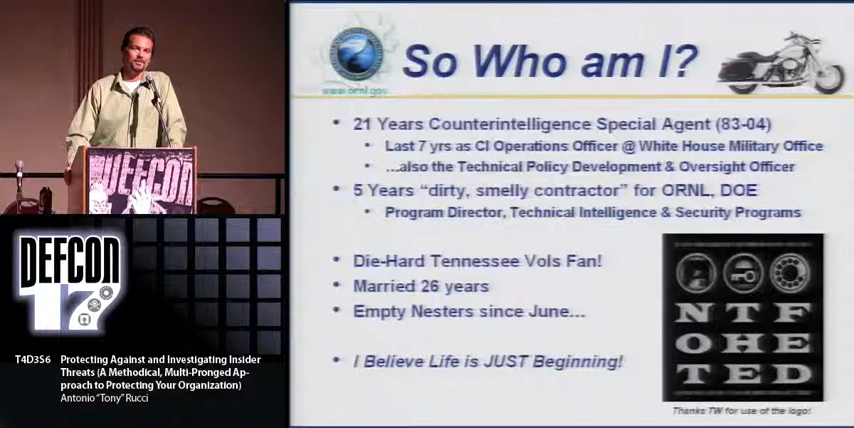 So Who am I?
www.ornl.gov
• 21 Years Counterintelligence Special Agent (83-04)
• Last 7 yrs as CI Operations Officer @ White House Military Office
• ...also the Technical Policy Development & Oversight Officer
• 5 Years “dirty, smelly contractor” for ORNL, DOE
• Program Director, Technical Intelligence & Security Programs
• Die-Hard Tennessee Vols Fan!
• Married 26 years
• Empty Nesters since June...
• I Believe Life is JUST Beginning!
N T F
O H E
T E D
Thanks TW for use of the logo!
DEFCON
DEFCON
17
T4D3S6 Protecting Against and Investigating Insider
Threats (A Methodical, Multi-Pronged Ap-
proach to Protecting Your Organization)
Antonio “Tony” Rucci